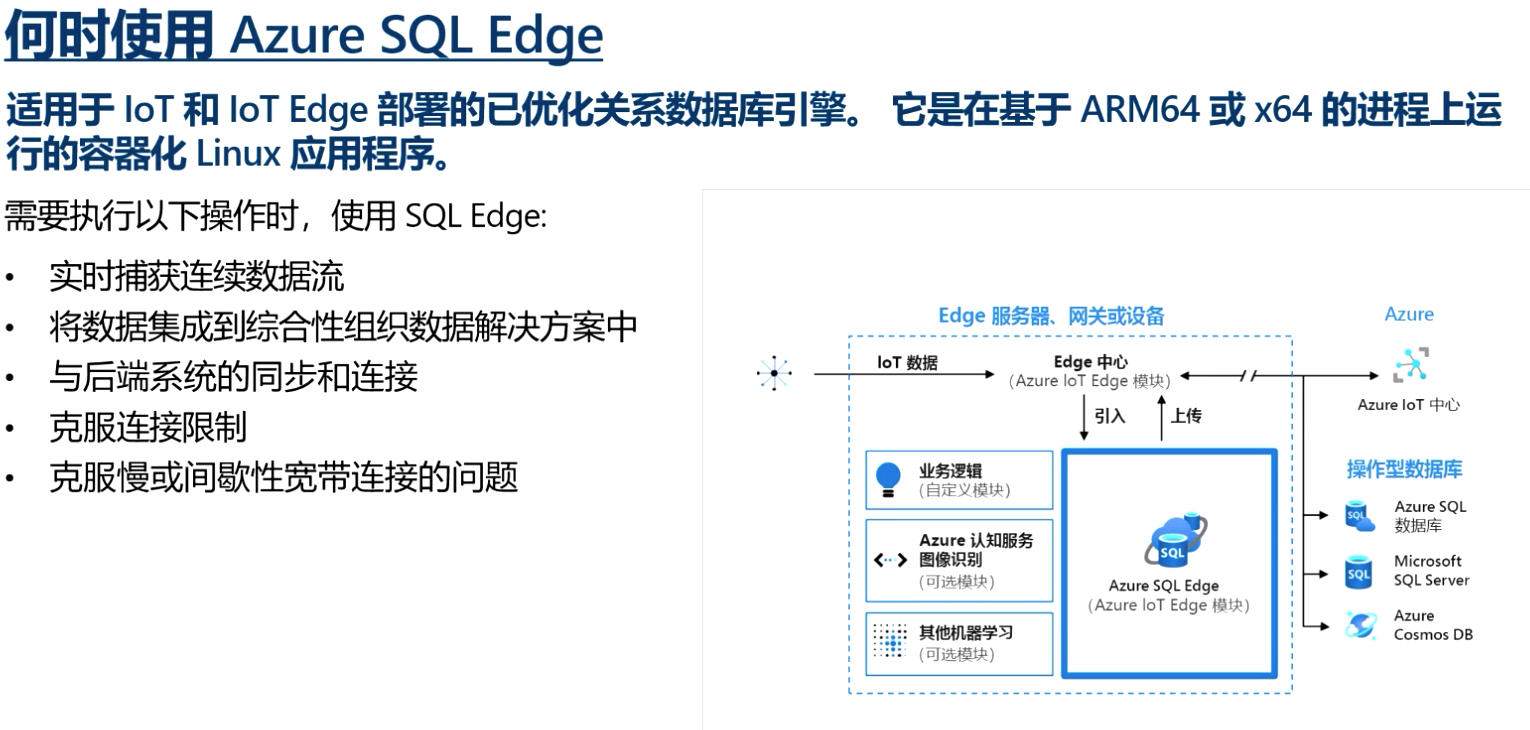 何时使用 Azure SQL Edge
适用于 IoT 和 IoT Edge 部署的已优化关系数据库引擎。 它是在基于 ARM64 或 x64 的进程上运
行的容器化 Linux 应用程序。
需要执行以下操作时，使用 SQL Edge:
• 实时捕获连续数据流
• 将数据集成到综合性组织数据解决方案中
• 与后端系统的同步和连接
• 克服连接限制
• 克服慢或间歇性宽带连接的问题
Edge 服务器、网关或设备
Azure
IoT 数据
Edge 中心
（Azure IoT Edge 模块）
Azure IoT 中心
引入
上传
业务逻辑
（自定义模块）
Azure 认知服务
图像识别
（可选模块）
其他机器学习
（可选模块）
SQL
Azure SQL Edge
（Azure IoT Edge 模块）
操作型数据库
SQL
Azure SQL
数据库
SQL
Microsoft
SQL Server
Azure
Cosmos DB